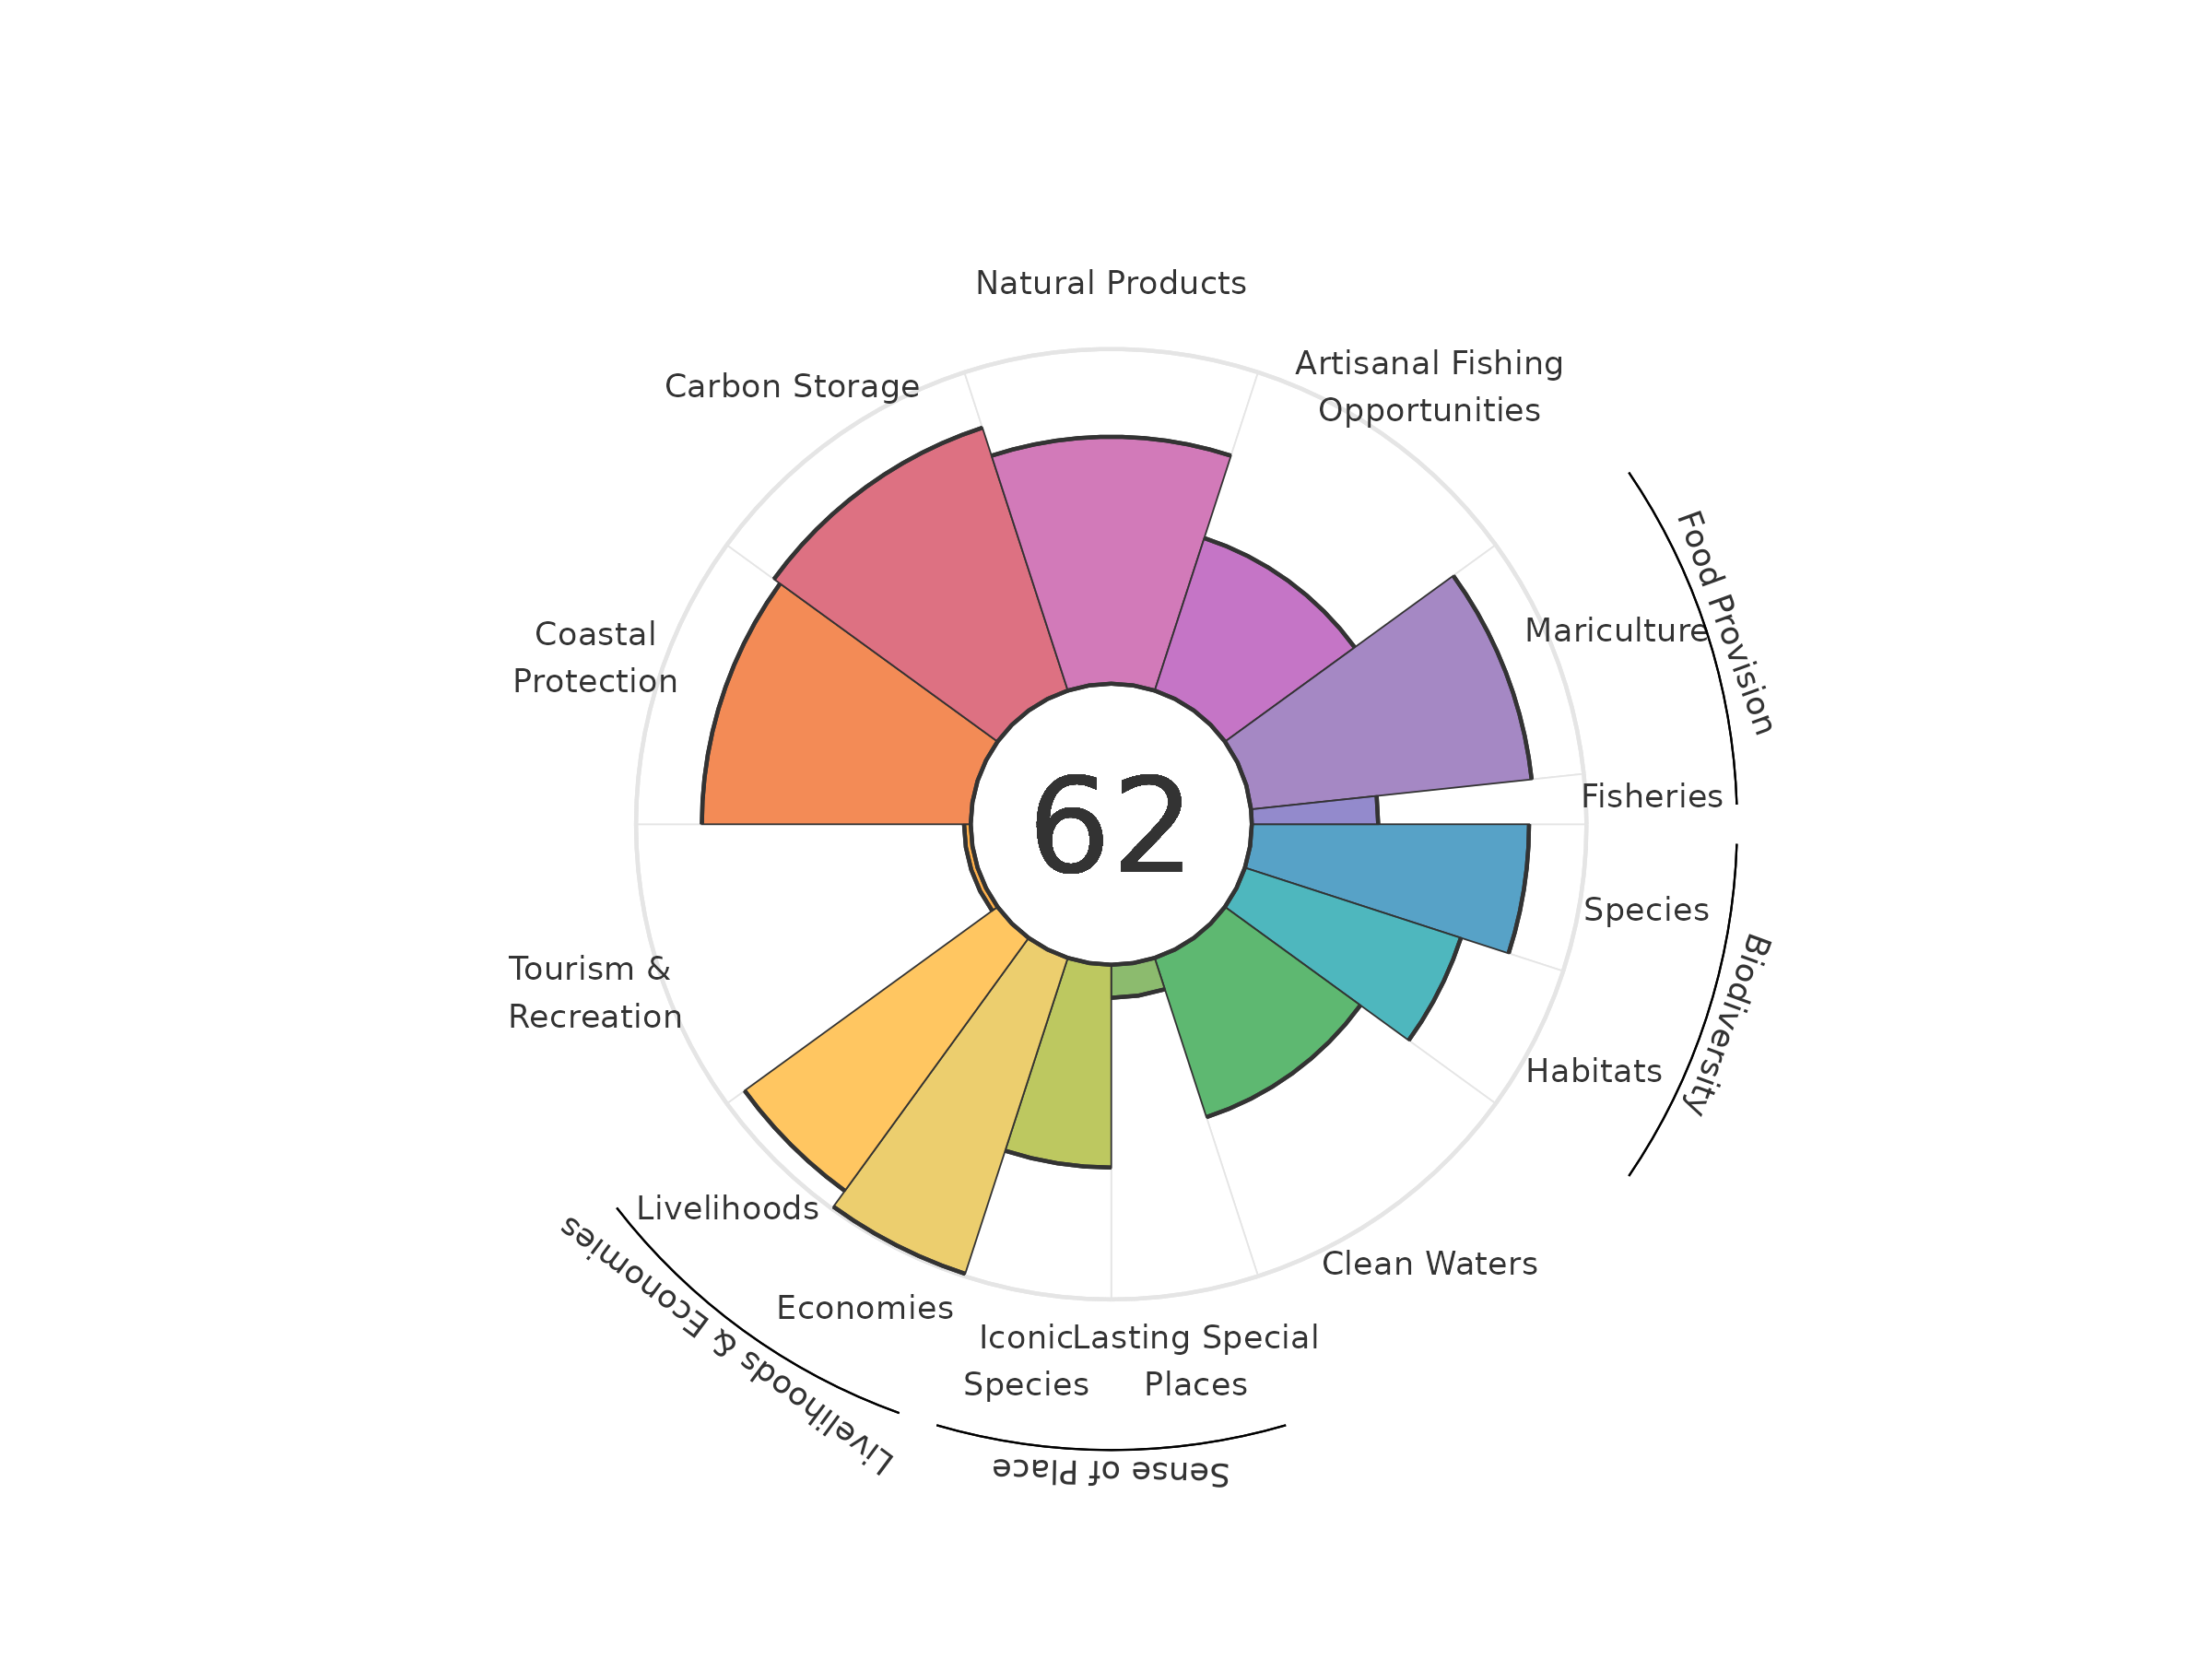 Natural Products
Artisanal Fishing
Opportunities
Carbon Storage
Food Provision
Mariculture
Coastal
Protection
62
Fisheries
Species
Biodiversity
Tourism &
Recreation
Habitats
Livelihoods
Clean Waters
Economies
Livelihoods & Economies
Iconic
Species
Lasting Special
Places
Sense of Place